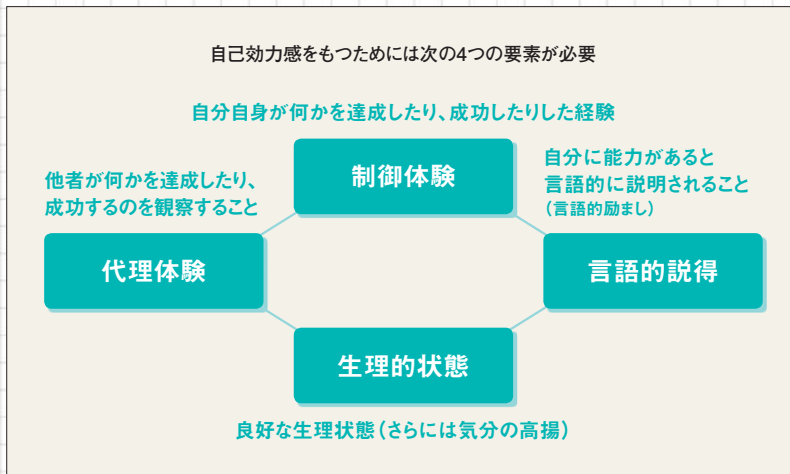 自己効力感をもつためには次の4つの要素が必要
自分自身が何かを達成したり、成功したりした経験
制御体験
他者が何かを達成したり、
成功するのを観察すること
代理体験
自分に能力があると
言語的に説明されること
(言語的励まし)
言語的説得
生理的状態
良好な生理状態(さらには気分の高揚)